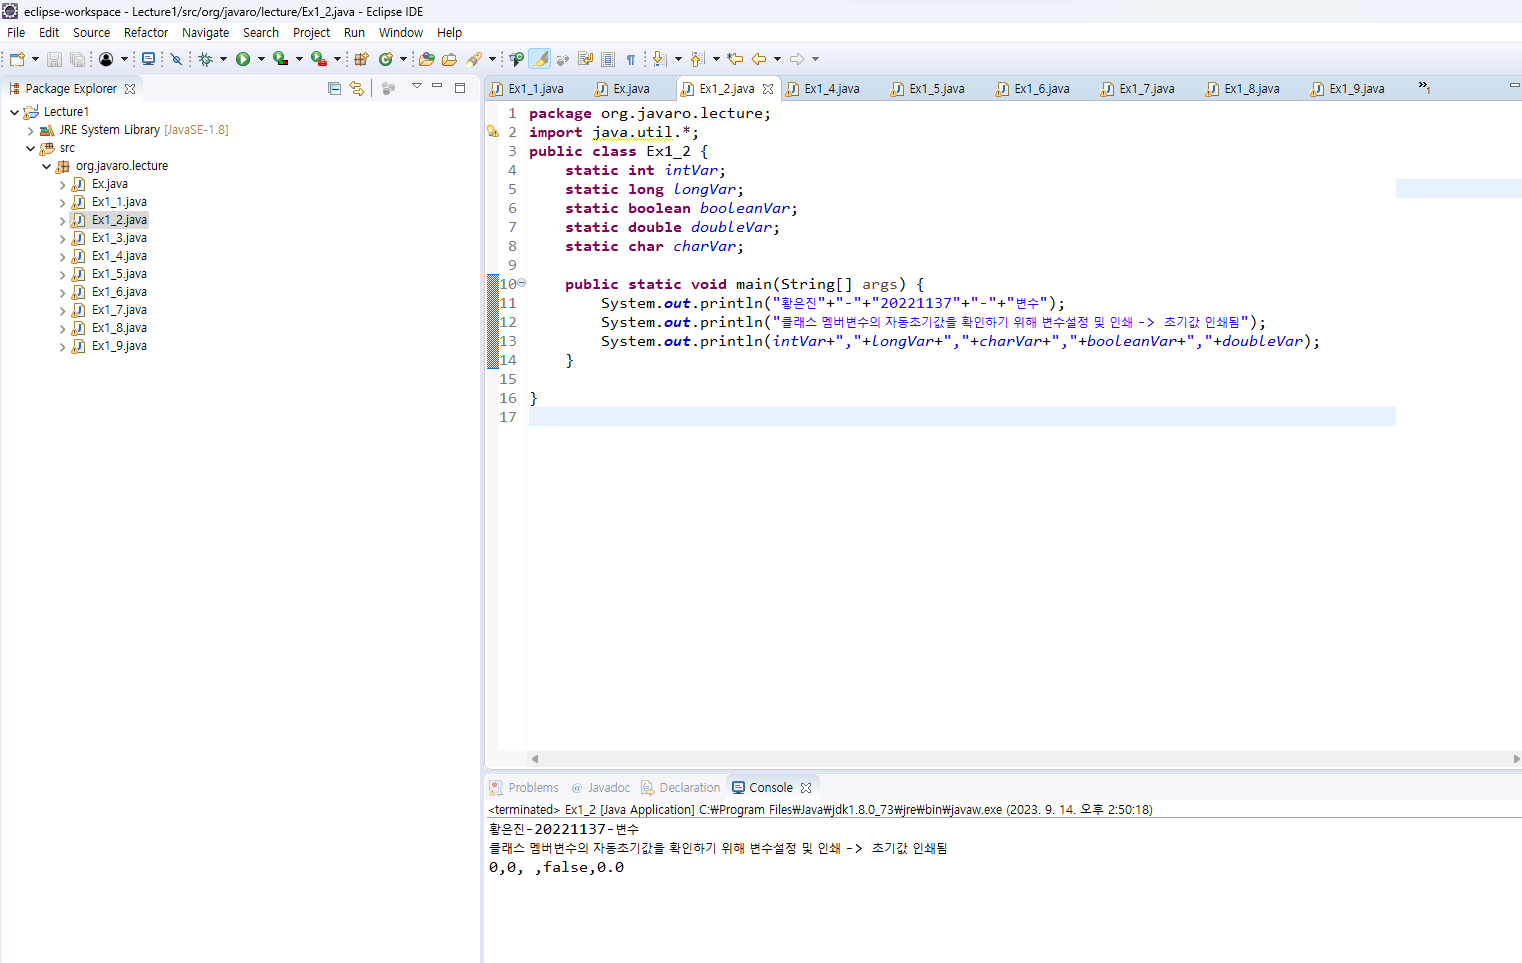 eclipse-workspace - Lecture1/src/org/javaro/lecture/Ex1_2.java - Eclipse IDE
File Edit Source Refactor Navigate Search Project Run Window Help
Package Explorer
Lecture1
JRE System Library [JavaSE-1.8]
src
org.javaro.lecture
Ex.java
Ex1_1.java
Ex1_2.java
Ex1_3.java
Ex1_4.java
Ex1_5.java
Ex1_6.java
Ex1_7.java
Ex1_8.java
Ex1_9.java
Ex1_1.java Ex.java Ex1_2.java Ex1_4.java Ex1_5.java Ex1_6.java Ex1_7.java Ex1_8.java Ex1_9.java »1
1 package org.javaro.lecture;
2 import java.util.*;
3 public class Ex1_2 {
4 static int intVar;
5 static long longVar;
6 static boolean booleanVar;
7 static double doubleVar;
8 static char charVar;
9
10 public static void main(String[] args) {
11 System.out.println("황은진"+"-"+"20221137"+"-"+"변수");
12 System.out.println("클래스 멤버변수의 자동초기값을 확인하기 위해 변수설정 및 인쇄 -> 초기값 인쇄됨");
13 System.out.println(intVar+","+longVar+","+charVar+","+booleanVar+","+doubleVar);
14 }
15
16 }
17
Problems @ Javadoc Declaration Console
<terminated> Ex1_2 [Java Application] C:₩Program Files₩Java₩jdk1.8.0_73₩jre₩bin₩javaw.exe (2023. 9. 14. 오후 2:50:18)
황은진-20221137-변수
클래스 멤버변수의 자동초기값을 확인하기 위해 변수설정 및 인쇄 -> 초기값 인쇄됨
0,0, ,false,0.0